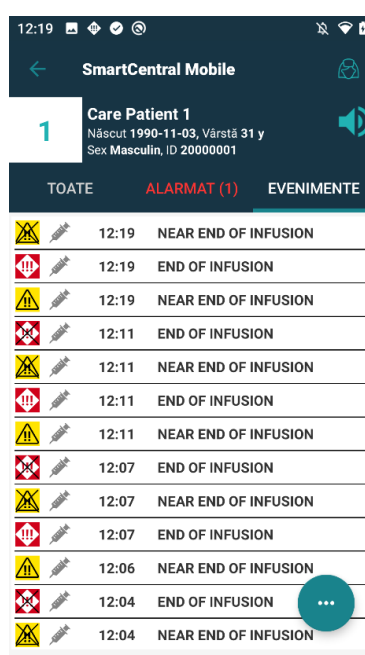 12:19
SmartCentral Mobile
1
Care Patient 1
Născut 1990-11-03, Vârstă 31 y
Sex Masculin, ID 20000001
TOATE ALARMAT (1) EVENIMENTE
!! 12:19 NEAR END OF INFUSION
!!! 12:19 END OF INFUSION
!! 12:19 NEAR END OF INFUSION
!!! 12:11 END OF INFUSION
!! 12:11 NEAR END OF INFUSION
!!! 12:11 END OF INFUSION
!! 12:11 NEAR END OF INFUSION
!!! 12:07 END OF INFUSION
!! 12:07 NEAR END OF INFUSION
!!! 12:07 END OF INFUSION
!! 12:06 NEAR END OF INFUSION
!!! 12:04 END OF INFUSION
!! 12:04 NEAR END OF INFUSION